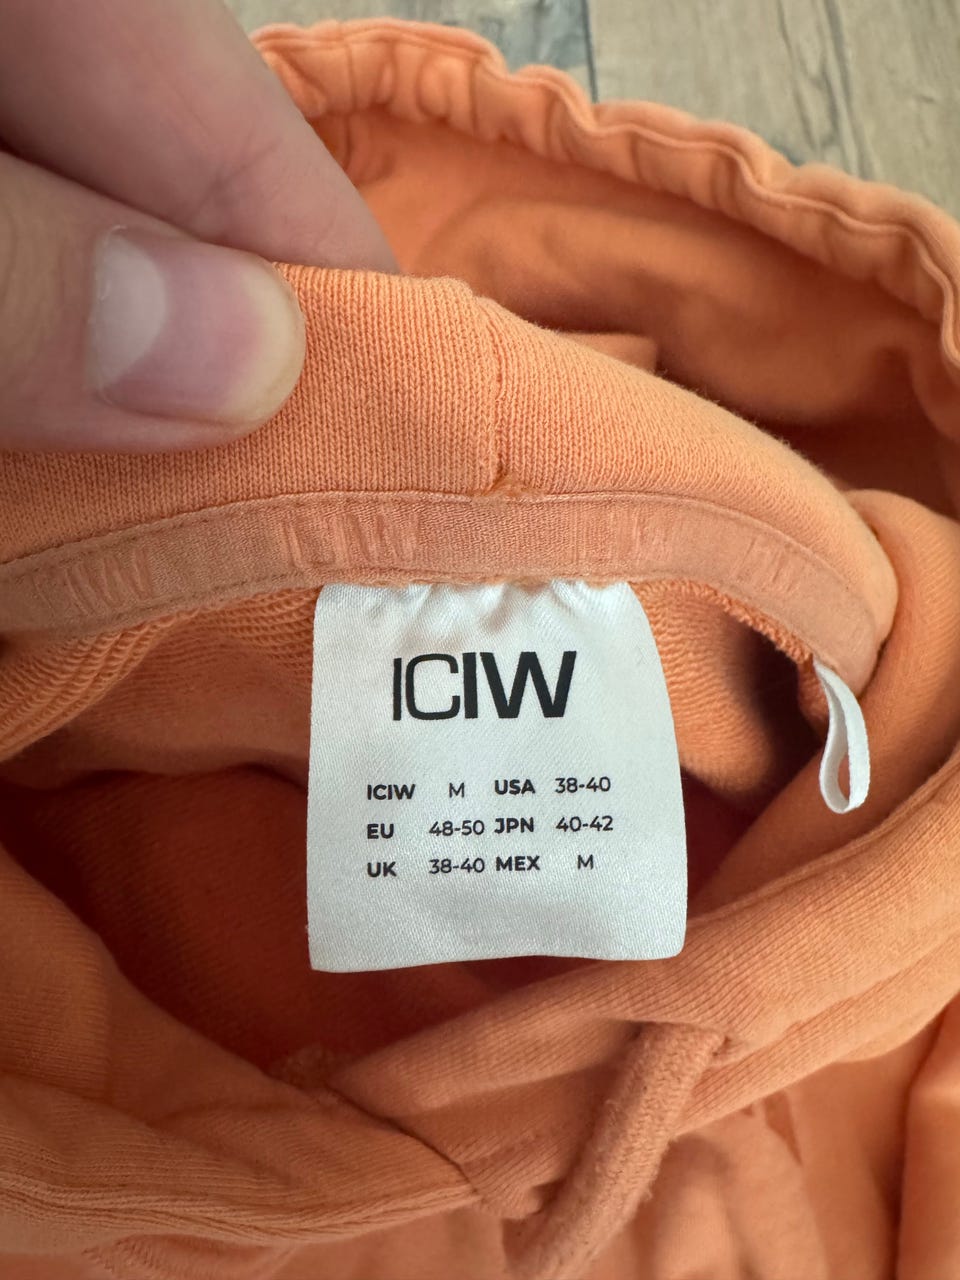 ICIW
ICIW M USA 38-40
EU 48-50 JPN 40-42
UK 38-40 MEX M